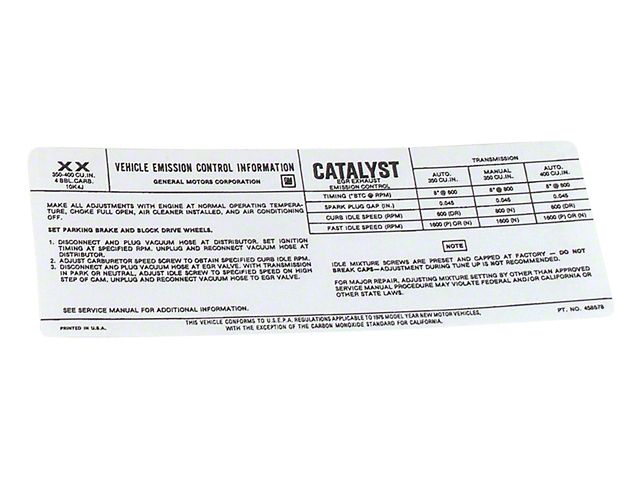 XX
350-400 CU.IN.
4 BBL CARB.
10K4J
VEHICLE EMISSION CONTROL INFORMATION
GENERAL MOTORS CORPORATION GM
MAKE ALL ADJUSTMENTS WITH ENGINE AT NORMAL OPERATING TEMPERA-
TURE, CHOKE FULL OPEN, AIR CLEANER INSTALLED, AND AIR CONDITIONING
OFF.
SET PARKING BRAKE AND BLOCK DRIVE WHEELS.
1. DISCONNECT AND PLUG VACUUM HOSE AT DISTRIBUTOR. SET IGNITION
TIMING AT SPECIFIED RPM. UNPLUG AND RECONNECT VACUUM HOSE AT
DISTRIBUTOR.
2. ADJUST CARBURETOR SPEED SCREW TO OBTAIN SPECIFIED CURB IDLE RPM.
3. DISCONNECT AND PLUG VACUUM HOSE AT EGR VALVE. WITH TRANSMISSION
IN PARK OR NEUTRAL, ADJUST IDLE SCREW TO SPECIFIED SPEED ON HIGH
STEP OF CAM. UNPLUG AND RECONNECT VACUUM HOSE TO EGR VALVE.
SEE SERVICE MANUAL FOR ADDITIONAL INFORMATION.
CATALYST
EGR EXHAUST
EMISSION CONTROL
TRANSMISSION
AUTO. 350 CU.IN. MANUAL 350 CU.IN. AUTO. 400 CU.IN.
TIMING (°BTC @ RPM) 8° @ 600 8° @ 800 8° @ 600
SPARK PLUG GAP (IN.) 0.045 0.045 0.045
CURB IDLE SPEED (RPM) 600 (DR) 800 (N) 600 (DR)
FAST IDLE SPEED (RPM) 1600 (P) OR (N) 1600 (N) 1600 (P) OR (N)
NOTE
IDLE MIXTURE SCREWS ARE PRESET AND CAPPED AT FACTORY — DO NOT
BREAK CAPS—ADJUSTMENT DURING TUNE UP IS NOT RECOMMENDED.
FOR MAJOR REPAIR, ADJUSTING MIXTURE SETTING BY OTHER THAN APPROVED
SERVICE MANUAL PROCEDURE MAY VIOLATE FEDERAL AND/OR CALIFORNIA OR
OTHER STATE LAWS.
PRINTED IN U.S.A.
THIS VEHICLE CONFORMS TO U.S.E.P.A. REGULATIONS APPLICABLE TO 1975 MODEL YEAR NEW MOTOR VEHICLES,
WITH THE EXCEPTION OF THE CARBON MONOXIDE STANDARD FOR CALIFORNIA.
PT. NO.